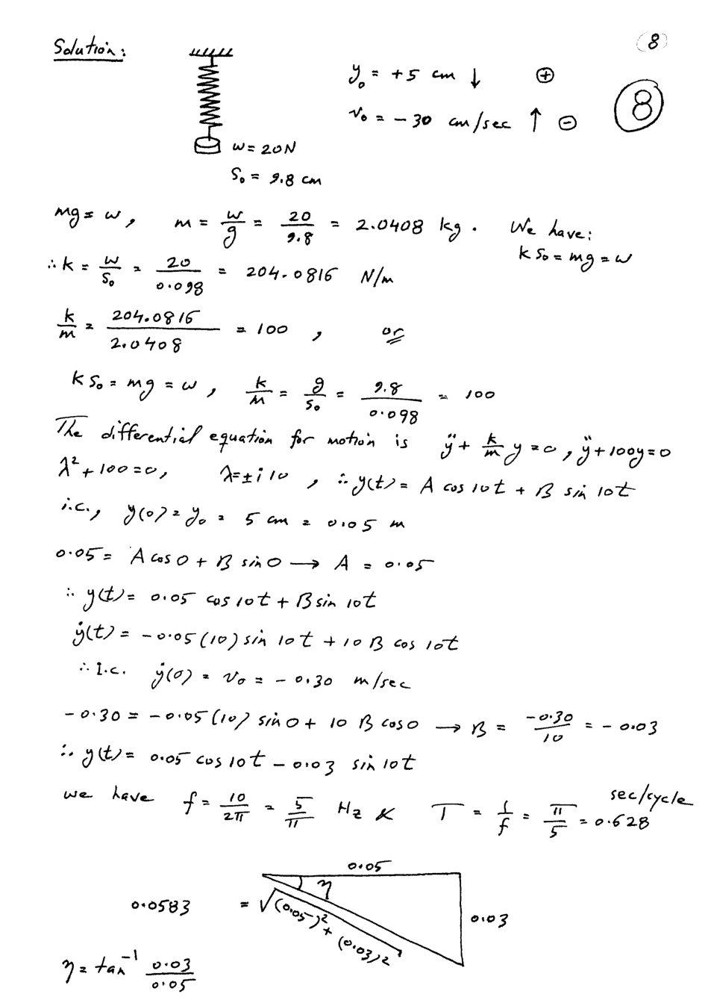 Solution:
8
y₀ = +5 cm ↓ ⊕
8
v₀ = -30 cm/sec ↑ ⊖
w = 20N
S₀ = 9.8 cm
mg = w, m = w/g = 20/9.8 = 2.0408 kg. We have:
k S₀ = mg = w
∴ k = w/S₀ = 20/0.098 = 204.0816 N/m
k/m = 204.0816/2.0408 = 100 , or
k S₀ = mg = w , k/m = g/S₀ = 9.8/0.098 = 100
The differential equation for motion is ÿ + k/m y = 0, ÿ + 100y = 0
λ² + 100 = 0, λ = ± i 10 , ∴ y(t) = A cos 10t + B sin 10t
i.c., y(0) = y₀ = 5 cm = 0.05 m
0.05 = A cos 0 + B sin 0 → A = 0.05
∴ y(t) = 0.05 cos 10t + B sin 10t
ẏ(t) = -0.05 (10) sin 10t + 10 B cos 10t
∴ I.c. ẏ(0) = v₀ = -0.30 m/sec
-0.30 = -0.05 (10) sin 0 + 10 B cos 0 → B = -0.30/10 = -0.03
∴ y(t) = 0.05 cos 10t - 0.03 sin 10t
we have f = 10/2π = 5/π Hz & T = 1/f = π/5 = 0.628 sec/cycle
0.05
η
0.0583 = √(0.05)² + (0.03)²
0.03
η = tan⁻¹ 0.03/0.05